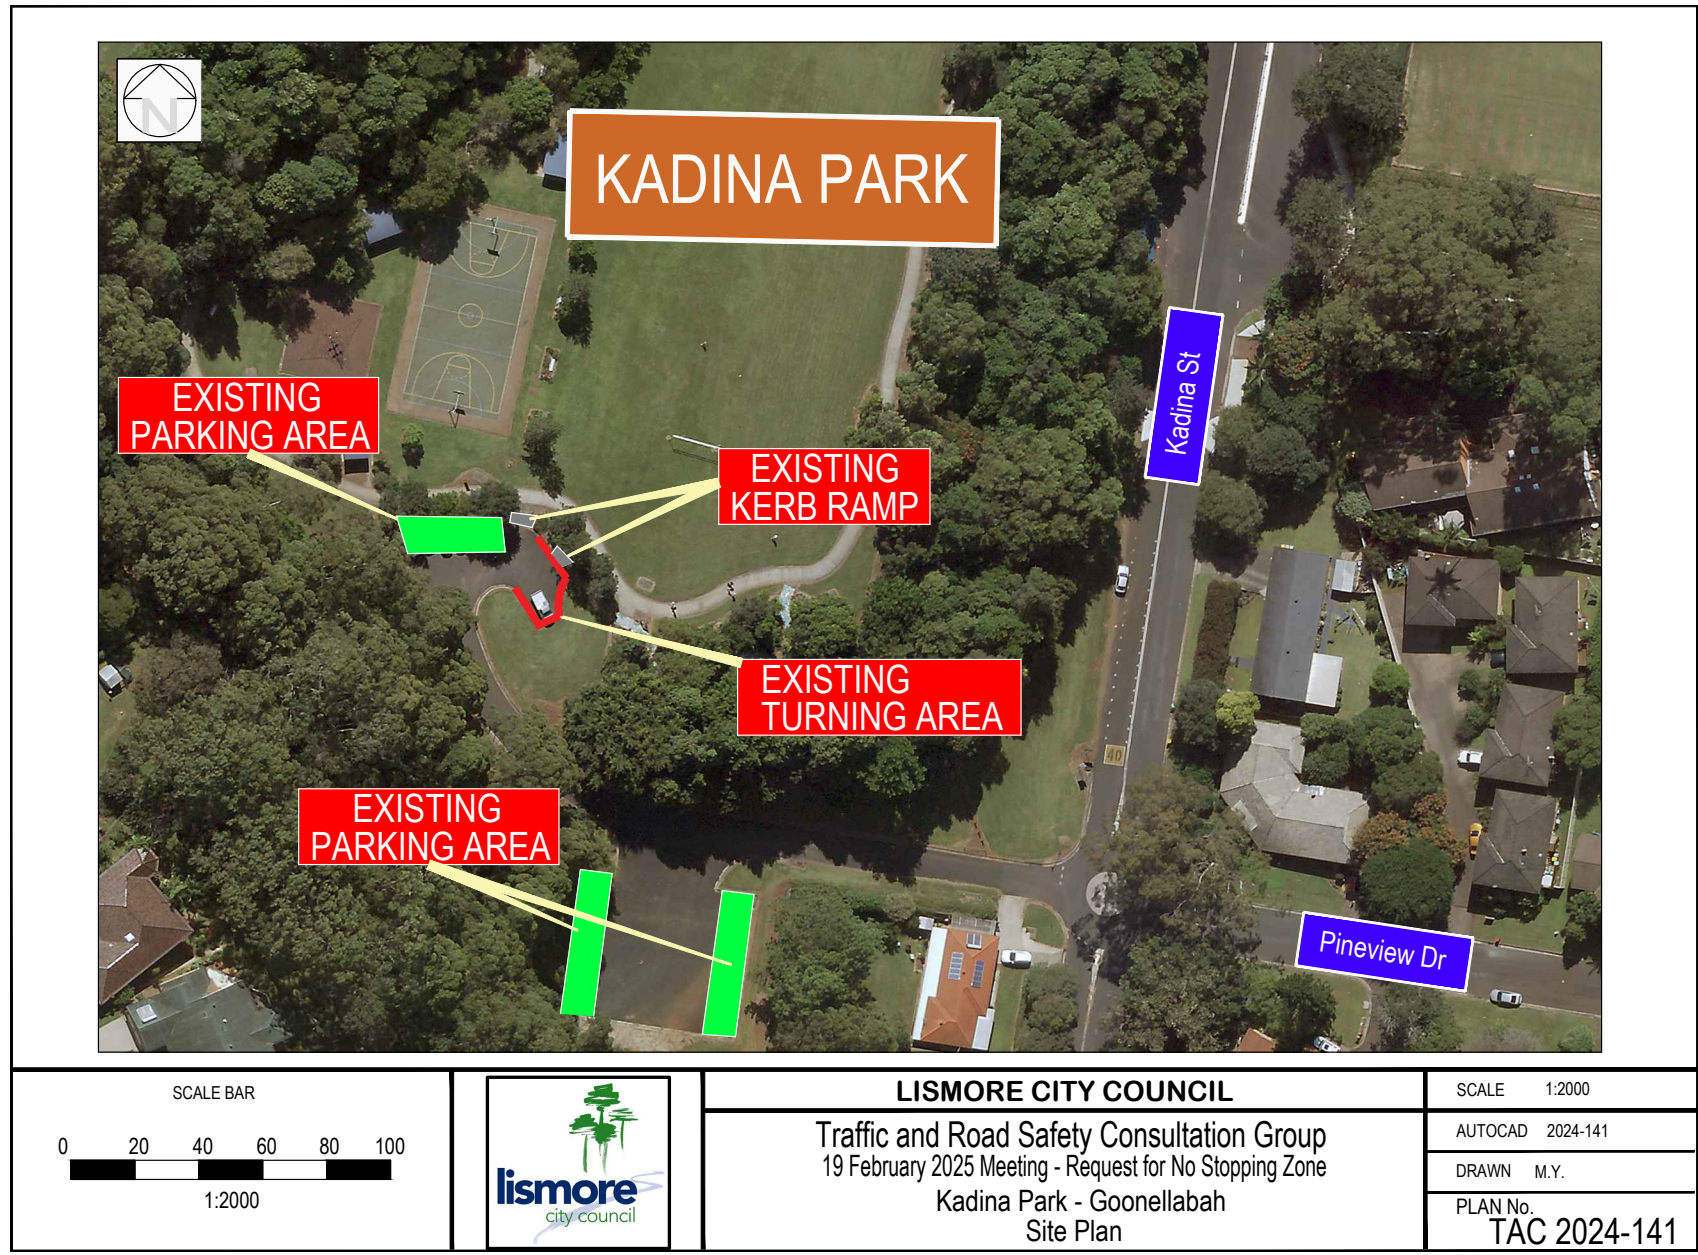 N
KADINA PARK
Kadina St
EXISTING
PARKING AREA
EXISTING
KERB RAMP
EXISTING
TURNING AREA
40
EXISTING
PARKING AREA
Pineview Dr
SCALE BAR
0 20 40 60 80 100
1:2000
lismore
city council
LISMORE CITY COUNCIL
Traffic and Road Safety Consultation Group
19 February 2025 Meeting - Request for No Stopping Zone
Kadina Park - Goonellabah
Site Plan
SCALE 1:2000
AUTOCAD 2024-141
DRAWN M.Y.
PLAN No.
TAC 2024-141